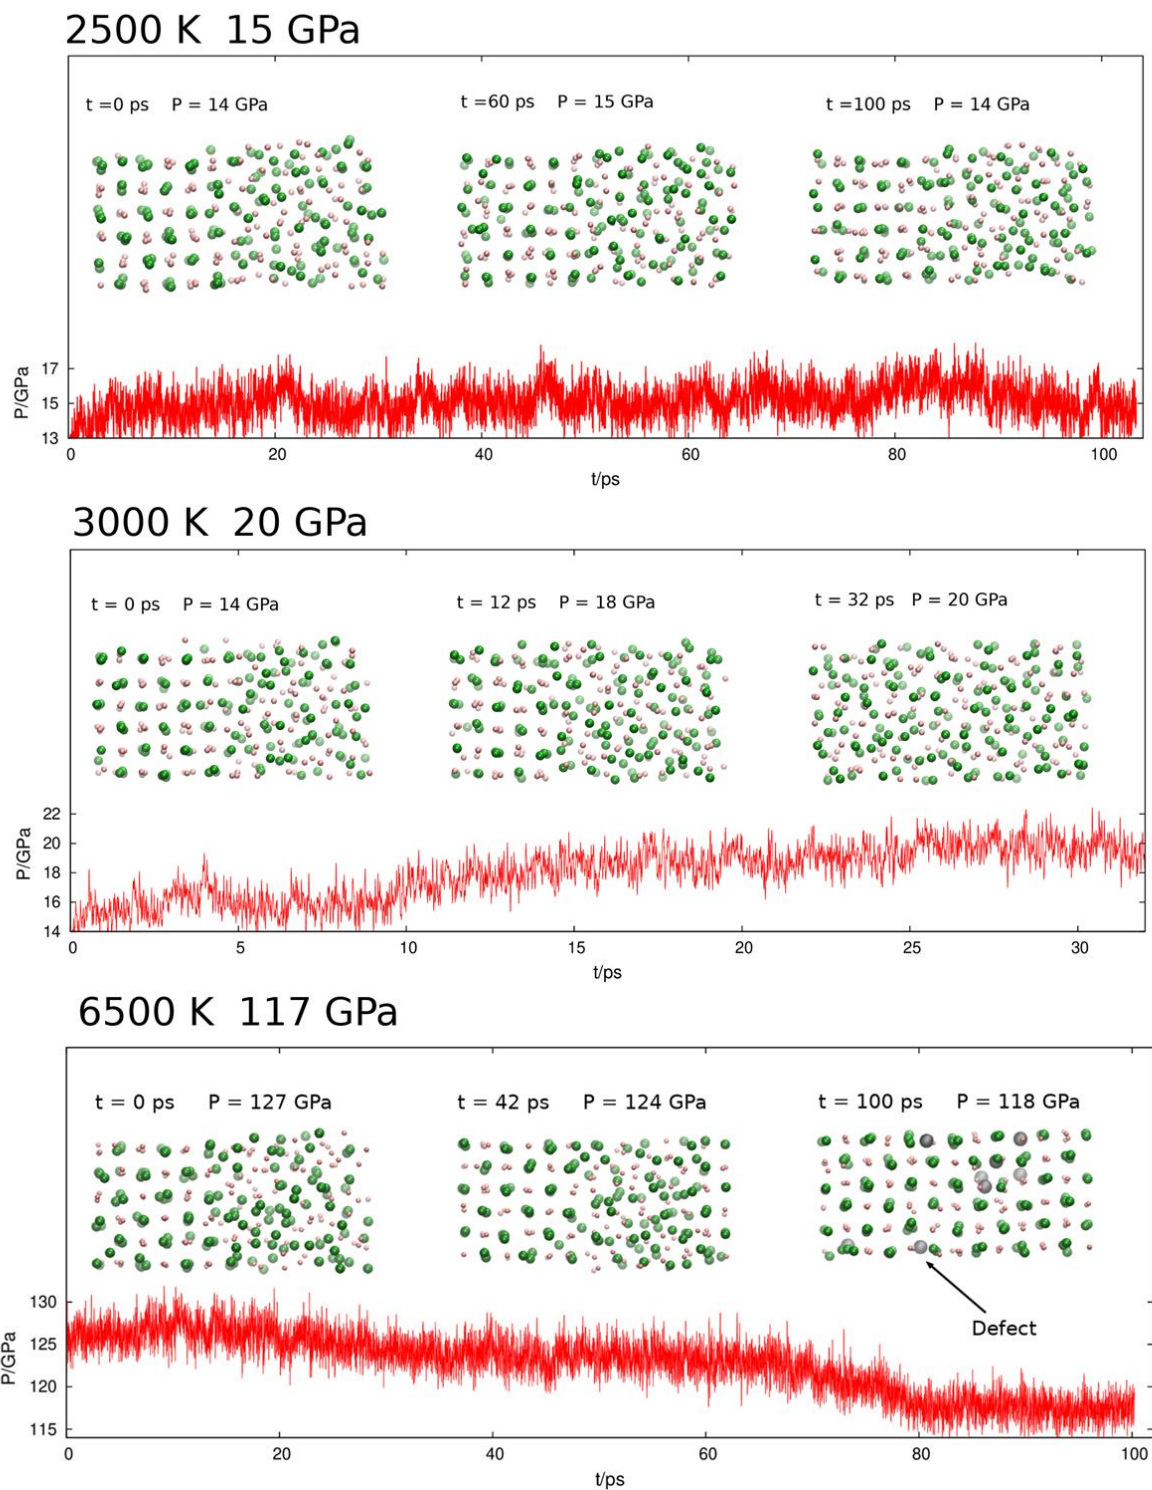 2500 K 15 GPa
t =0 ps P = 14 GPa
t =60 ps P = 15 GPa
t =100 ps P = 14 GPa
P/GPa
17
15
13
0 20 40 60 80 100
t/ps
3000 K 20 GPa
t = 0 ps P = 14 GPa
t = 12 ps P = 18 GPa
t = 32 ps P = 20 GPa
P/GPa
22
20
18
16
14
0 5 10 15 20 25 30
t/ps
6500 K 117 GPa
t = 0 ps P = 127 GPa
t = 42 ps P = 124 GPa
t = 100 ps P = 118 GPa
Defect
P/GPa
130
125
120
115
0 20 40 60 80 100
t/ps